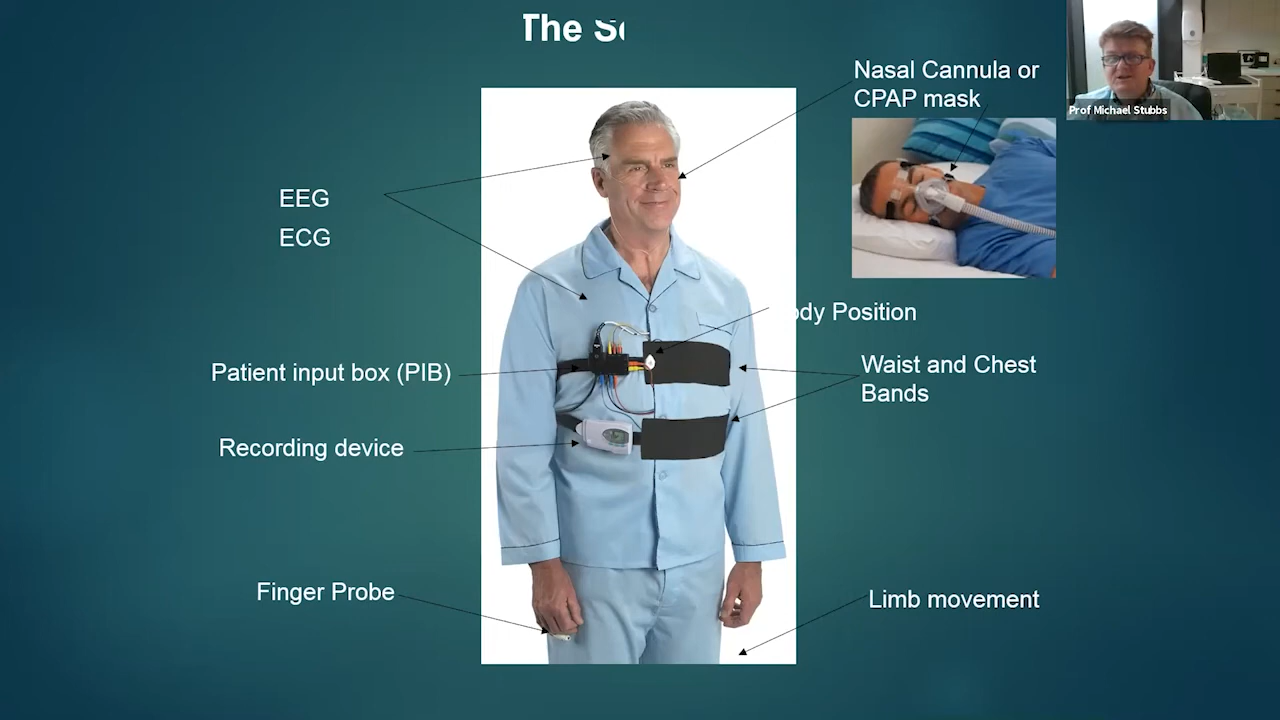 The
Nasal Cannula or
CPAP mask
Prof Michael Stubbs
EEG
ECG
Position
Patient input box (PIB)
Waist and Chest
Bands
Recording device
Finger Probe
Limb movement